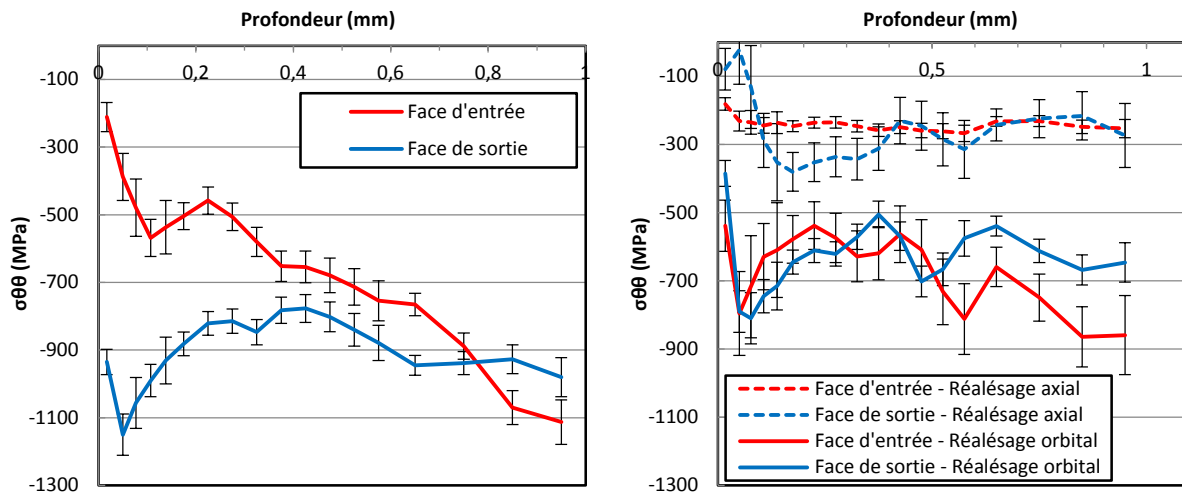 Profondeur (mm)
0
0,2
0,4
0,6
0,8
1
-100
-300
-500
-700
-900
-1100
-1300
σθθ (MPa)
Face d'entrée
Face de sortie
Profondeur (mm)
0
0,5
1
-100
-300
-500
-700
-900
-1100
-1300
σθθ (MPa)
Face d'entrée - Réalésage axial
Face de sortie - Réalésage axial
Face d'entrée - Réalésage orbital
Face de sortie - Réalésage orbital